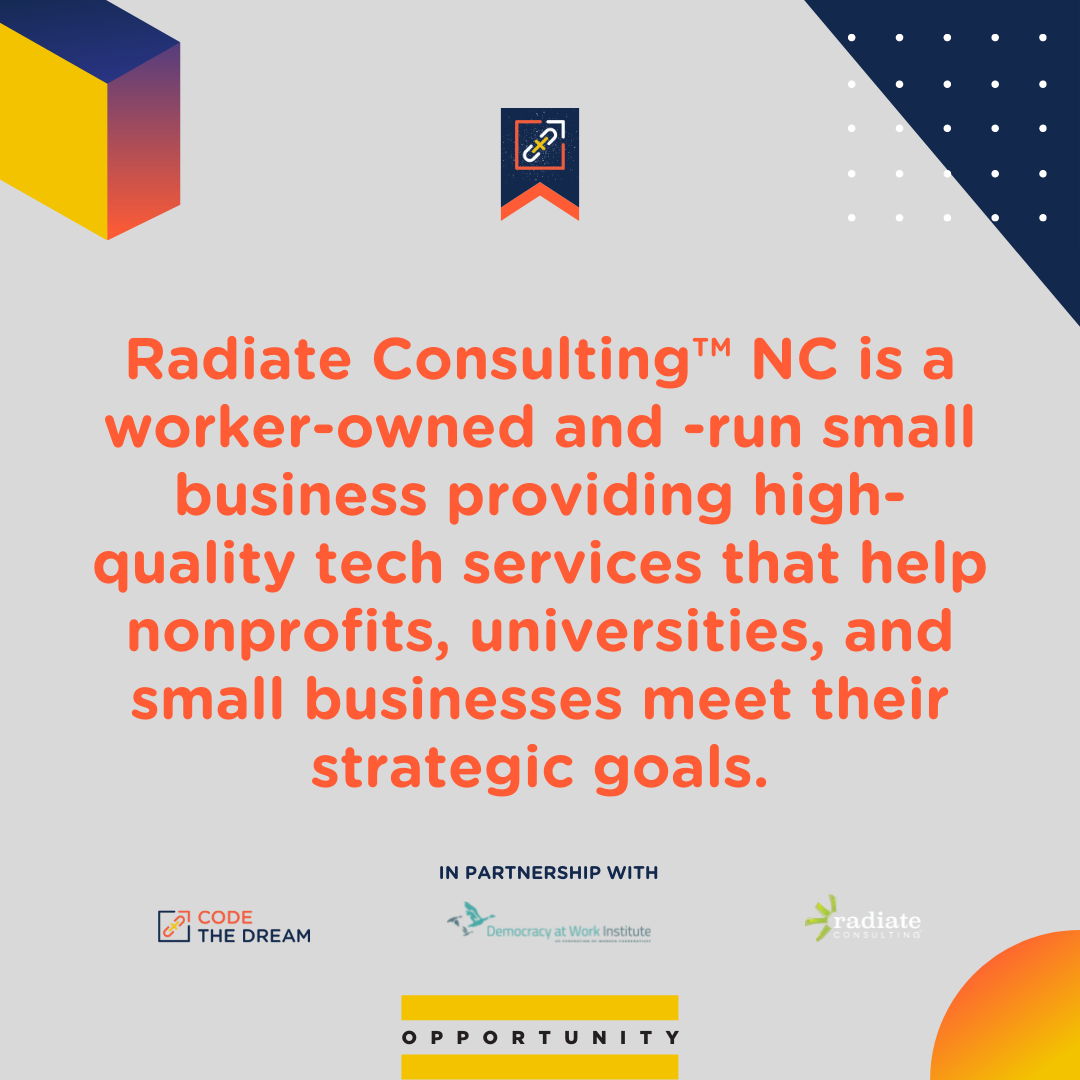 Radiate Consulting™ NC is a
worker-owned and -run small
business providing high-
quality tech services that help
nonprofits, universities, and
small businesses meet their
strategic goals.
IN PARTNERSHIP WITH
CODE
THE DREAM
Democracy at Work Institute
radiate
CONSULTING
OPPORTUNITY